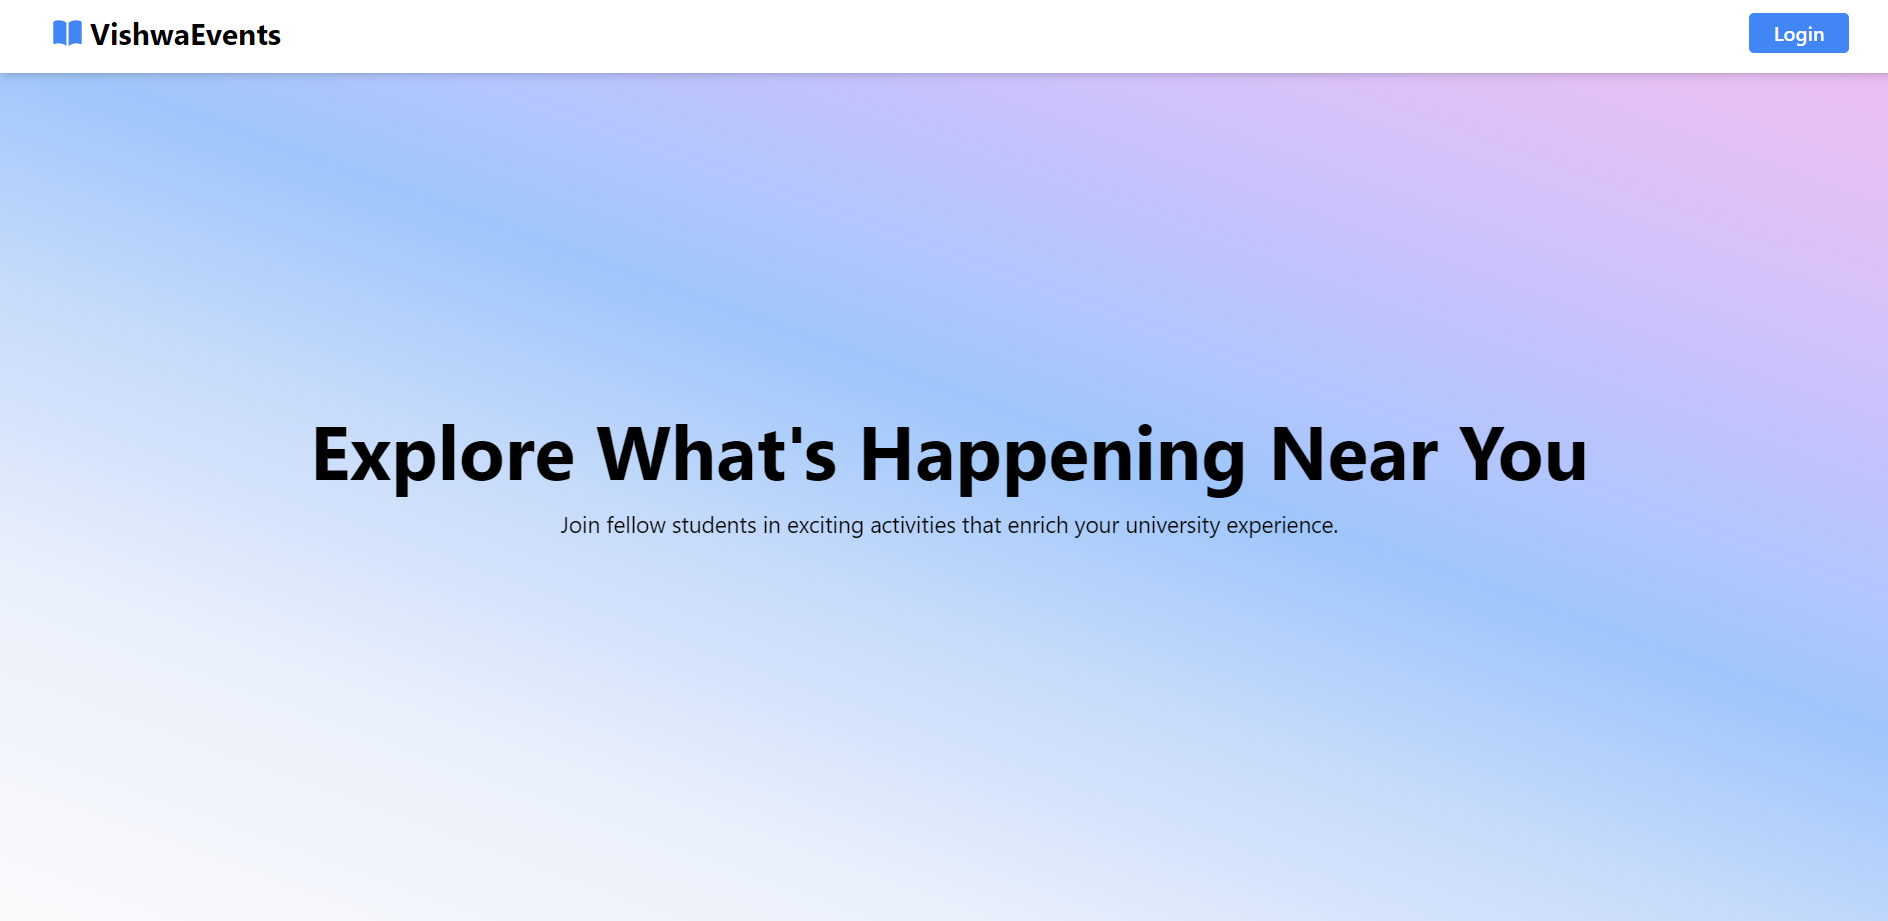 VishwaEvents
Login
Explore What's Happening Near You
Join fellow students in exciting activities that enrich your university experience.